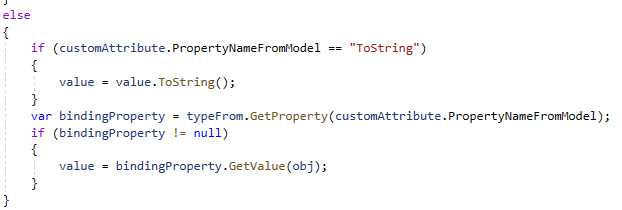 else
{
if (customAttribute.PropertyNameFromModel == "ToString")
{
value = value.ToString();
}
var bindingProperty = typeFrom.GetProperty(customAttribute.PropertyNameFromModel);
if (bindingProperty != null)
{
value = bindingProperty.GetValue(obj);
}
}